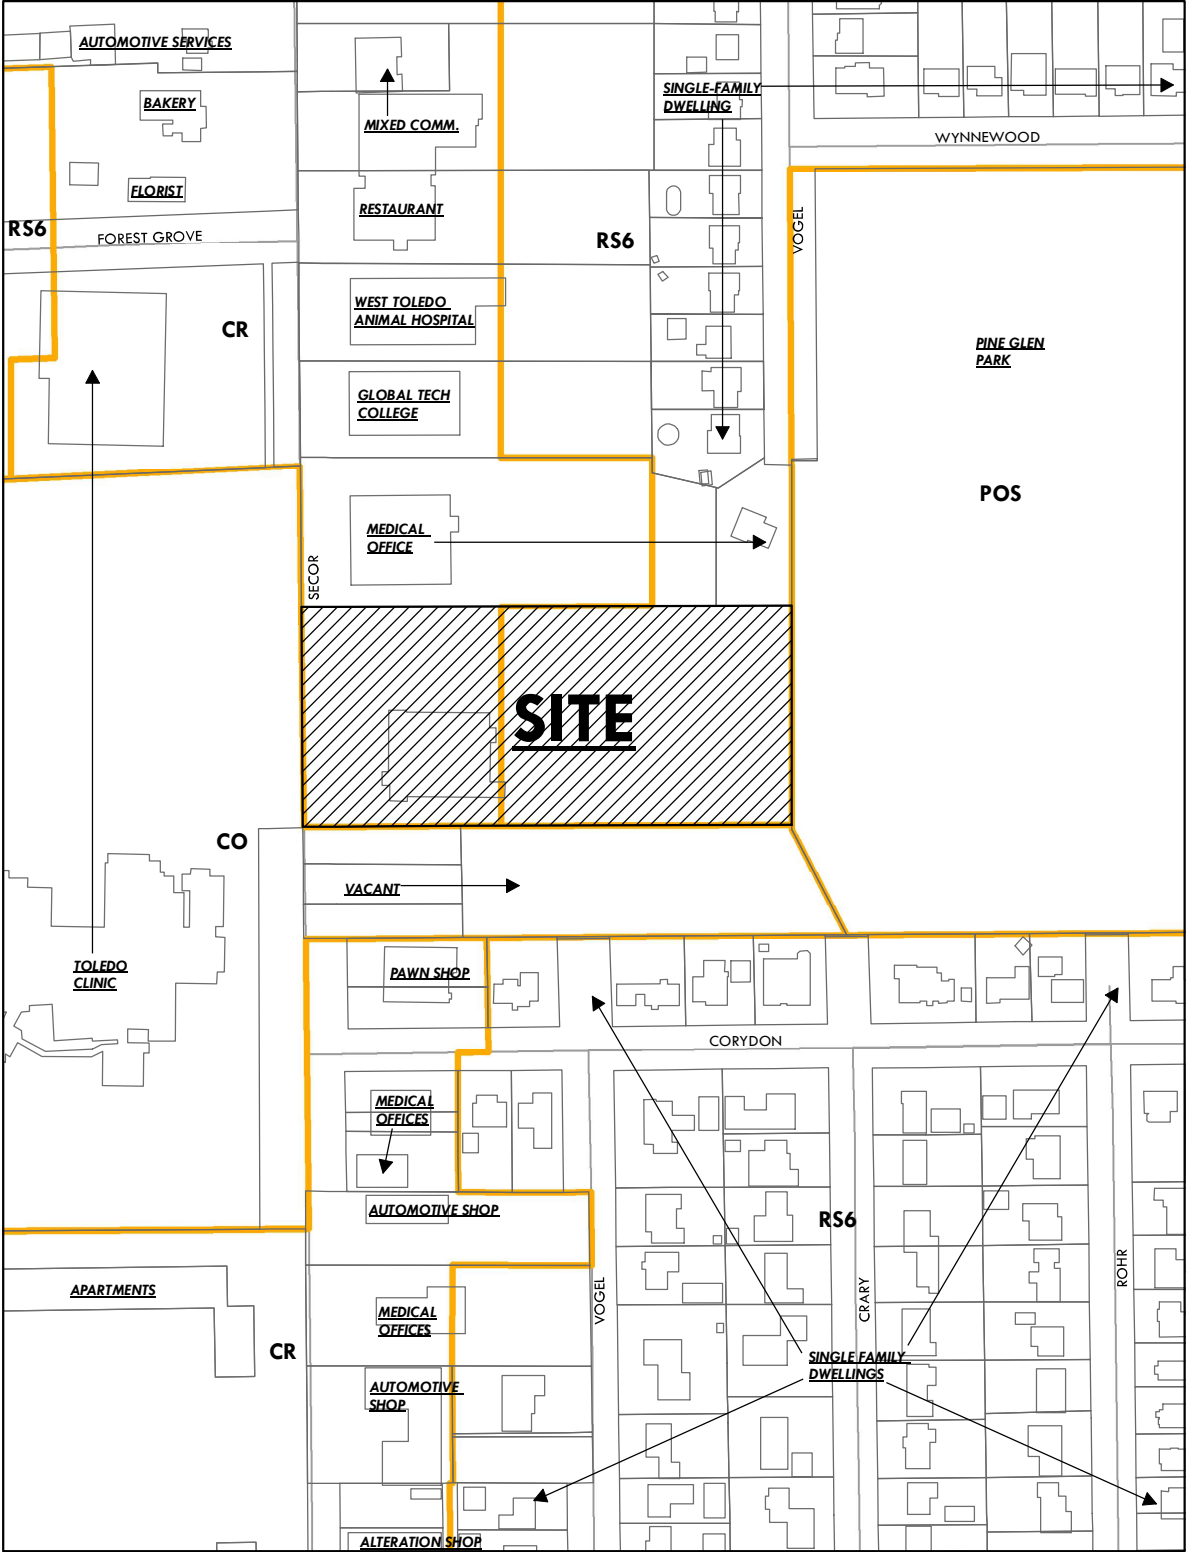 AUTOMOTIVE SERVICES
BAKERY
MIXED COMM.
SINGLE-FAMILY
DWELLING
WYNNEWOOD
FLORIST
RESTAURANT
RS6
FOREST GROVE
RS6
VOGEL
WEST TOLEDO
ANIMAL HOSPITAL
CR
PINE GLEN
PARK
GLOBAL TECH
COLLEGE
POS
MEDICAL
OFFICE
SECOR
SITE
CO
VACANT
TOLEDO
CLINIC
PAWN SHOP
CORYDON
MEDICAL
OFFICES
AUTOMOTIVE SHOP
RS6
APARTMENTS
VOGEL
CRARY
ROHR
MEDICAL
OFFICES
CR
SINGLE FAMILY
DWELLINGS
AUTOMOTIVE
SHOP
ALTERATION SHOP